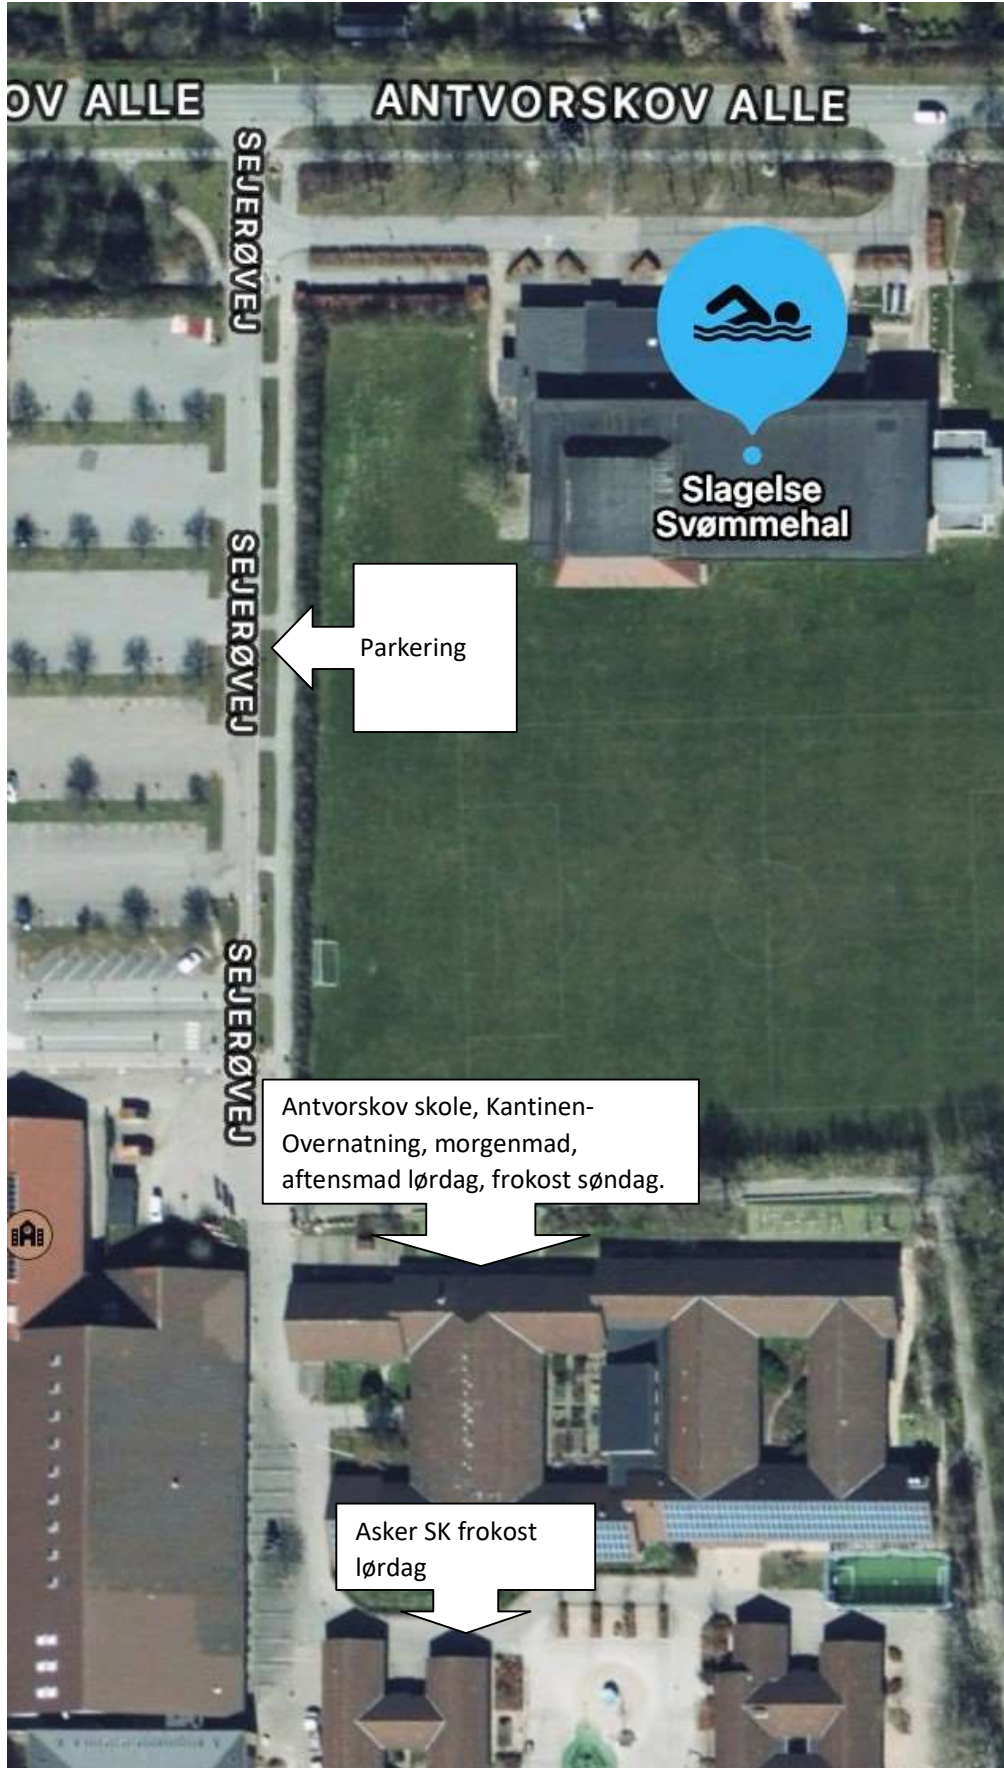 OV ALLE
ANTVORSKOV ALLE
SEJERØVEJ
Slagelse
Svømmehal
SEJERØVEJ
Parkering
SEJERØVEJ
Antvorskov skole, Kantinen-
Overnatning, morgenmad,
aftensmad lørdag, frokost søndag.
Asker SK frokost
lørdag